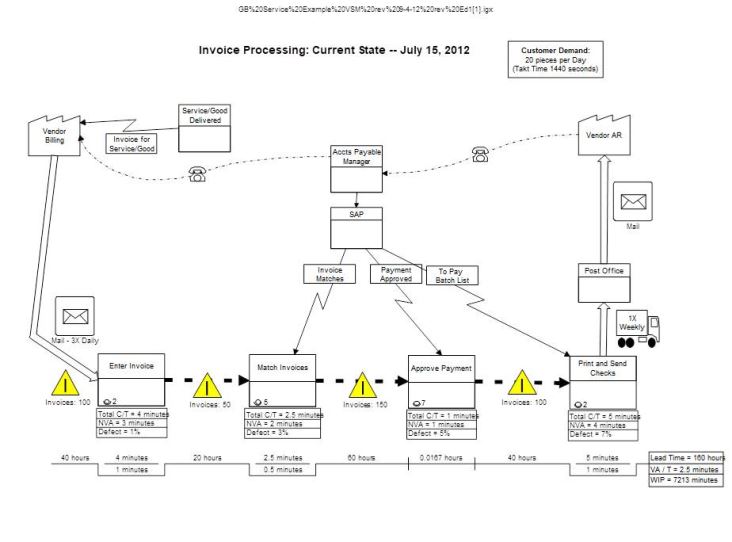 GB%20Service%20Example%20VSM%20rev%209-4-12%20rev%20Ed1[1].igx
Invoice Processing: Current State -- July 15, 2012
Customer Demand:
20 pieces per Day
(Takt Time 1440 seconds)
Vendor
Billing
Service/Good
Delivered
Invoice for
Service/Good
Accts Payable
Manager
Vendor AR
SAP
Mail
Invoice
Matches
Payment
Approved
To Pay
Batch List
Post Office
1X
Weekly
Mail - 3X Daily
Enter Invoice
2
Match Invoices
5
Approve Payment
7
Print and Send
Checks
2
Invoices: 100
Invoices: 50
Invoices: 150
Invoices: 100
Total C/T = 4 minutes
NVA = 3 minutes
Defect = 1%
Total C/T = 2.5 minutes
NVA = 2 minutes
Defect = 3%
Total C/T = 1 minutes
NVA = 1 minutes
Defect = 5%
Total C/T = 5 minutes
NVA = 4 minutes
Defect = 7%
40 hours
4 minutes
1 minutes
20 hours
2.5 minutes
0.5 minutes
60 hours
0.0167 hours
40 hours
5 minutes
1 minutes
Lead Time = 160 hours
VA / T = 2.5 minutes
WIP = 7213 minutes